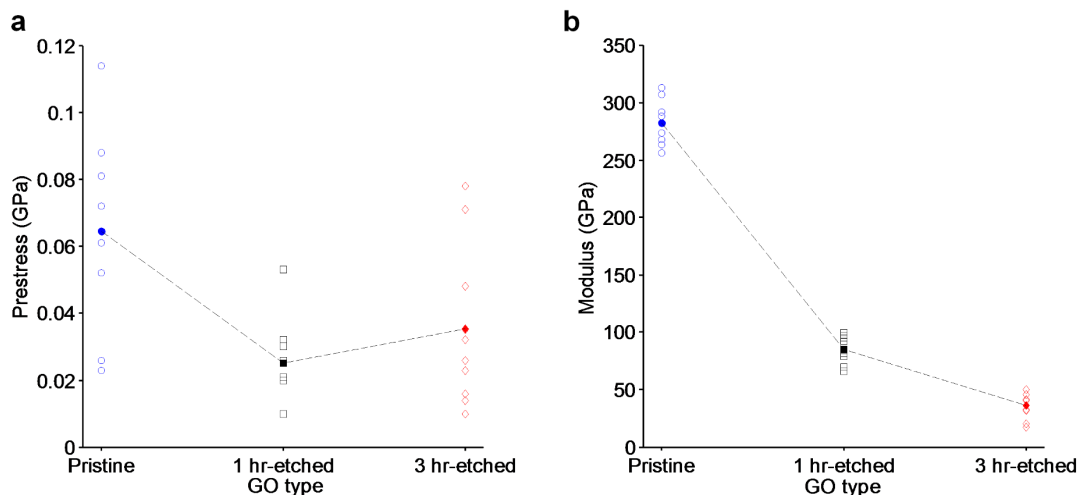 a
0.12
0.1
0.08
0.06
0.04
0.02
0
Prestress (GPa)
Pristine 1 hr-etched 3 hr-etched
GO type
b
350
300
250
200
150
100
50
0
Modulus (GPa)
Pristine 1 hr-etched 3 hr-etched
GO type